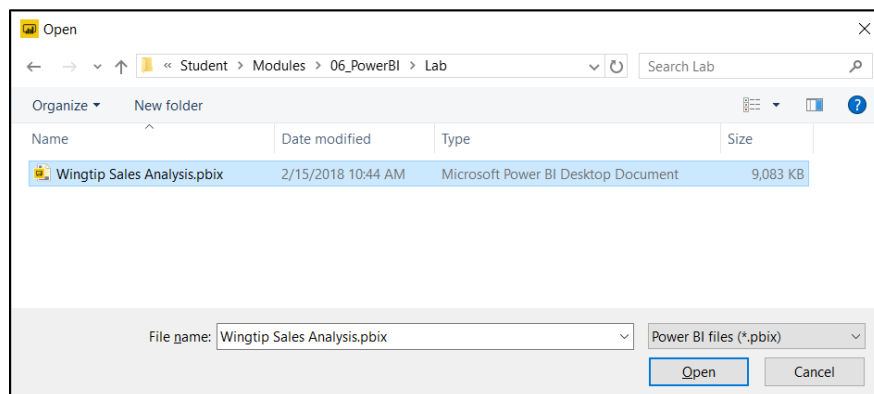 Open
« Student > Modules > 06_PowerBI > Lab
Search Lab
Organize
New folder
Name Date modified Type Size
Wingtip Sales Analysis.pbix 2/15/2018 10:44 AM Microsoft Power BI Desktop Document 9,083 KB
File name: Wingtip Sales Analysis.pbix Power BI files (*.pbix)
Open Cancel